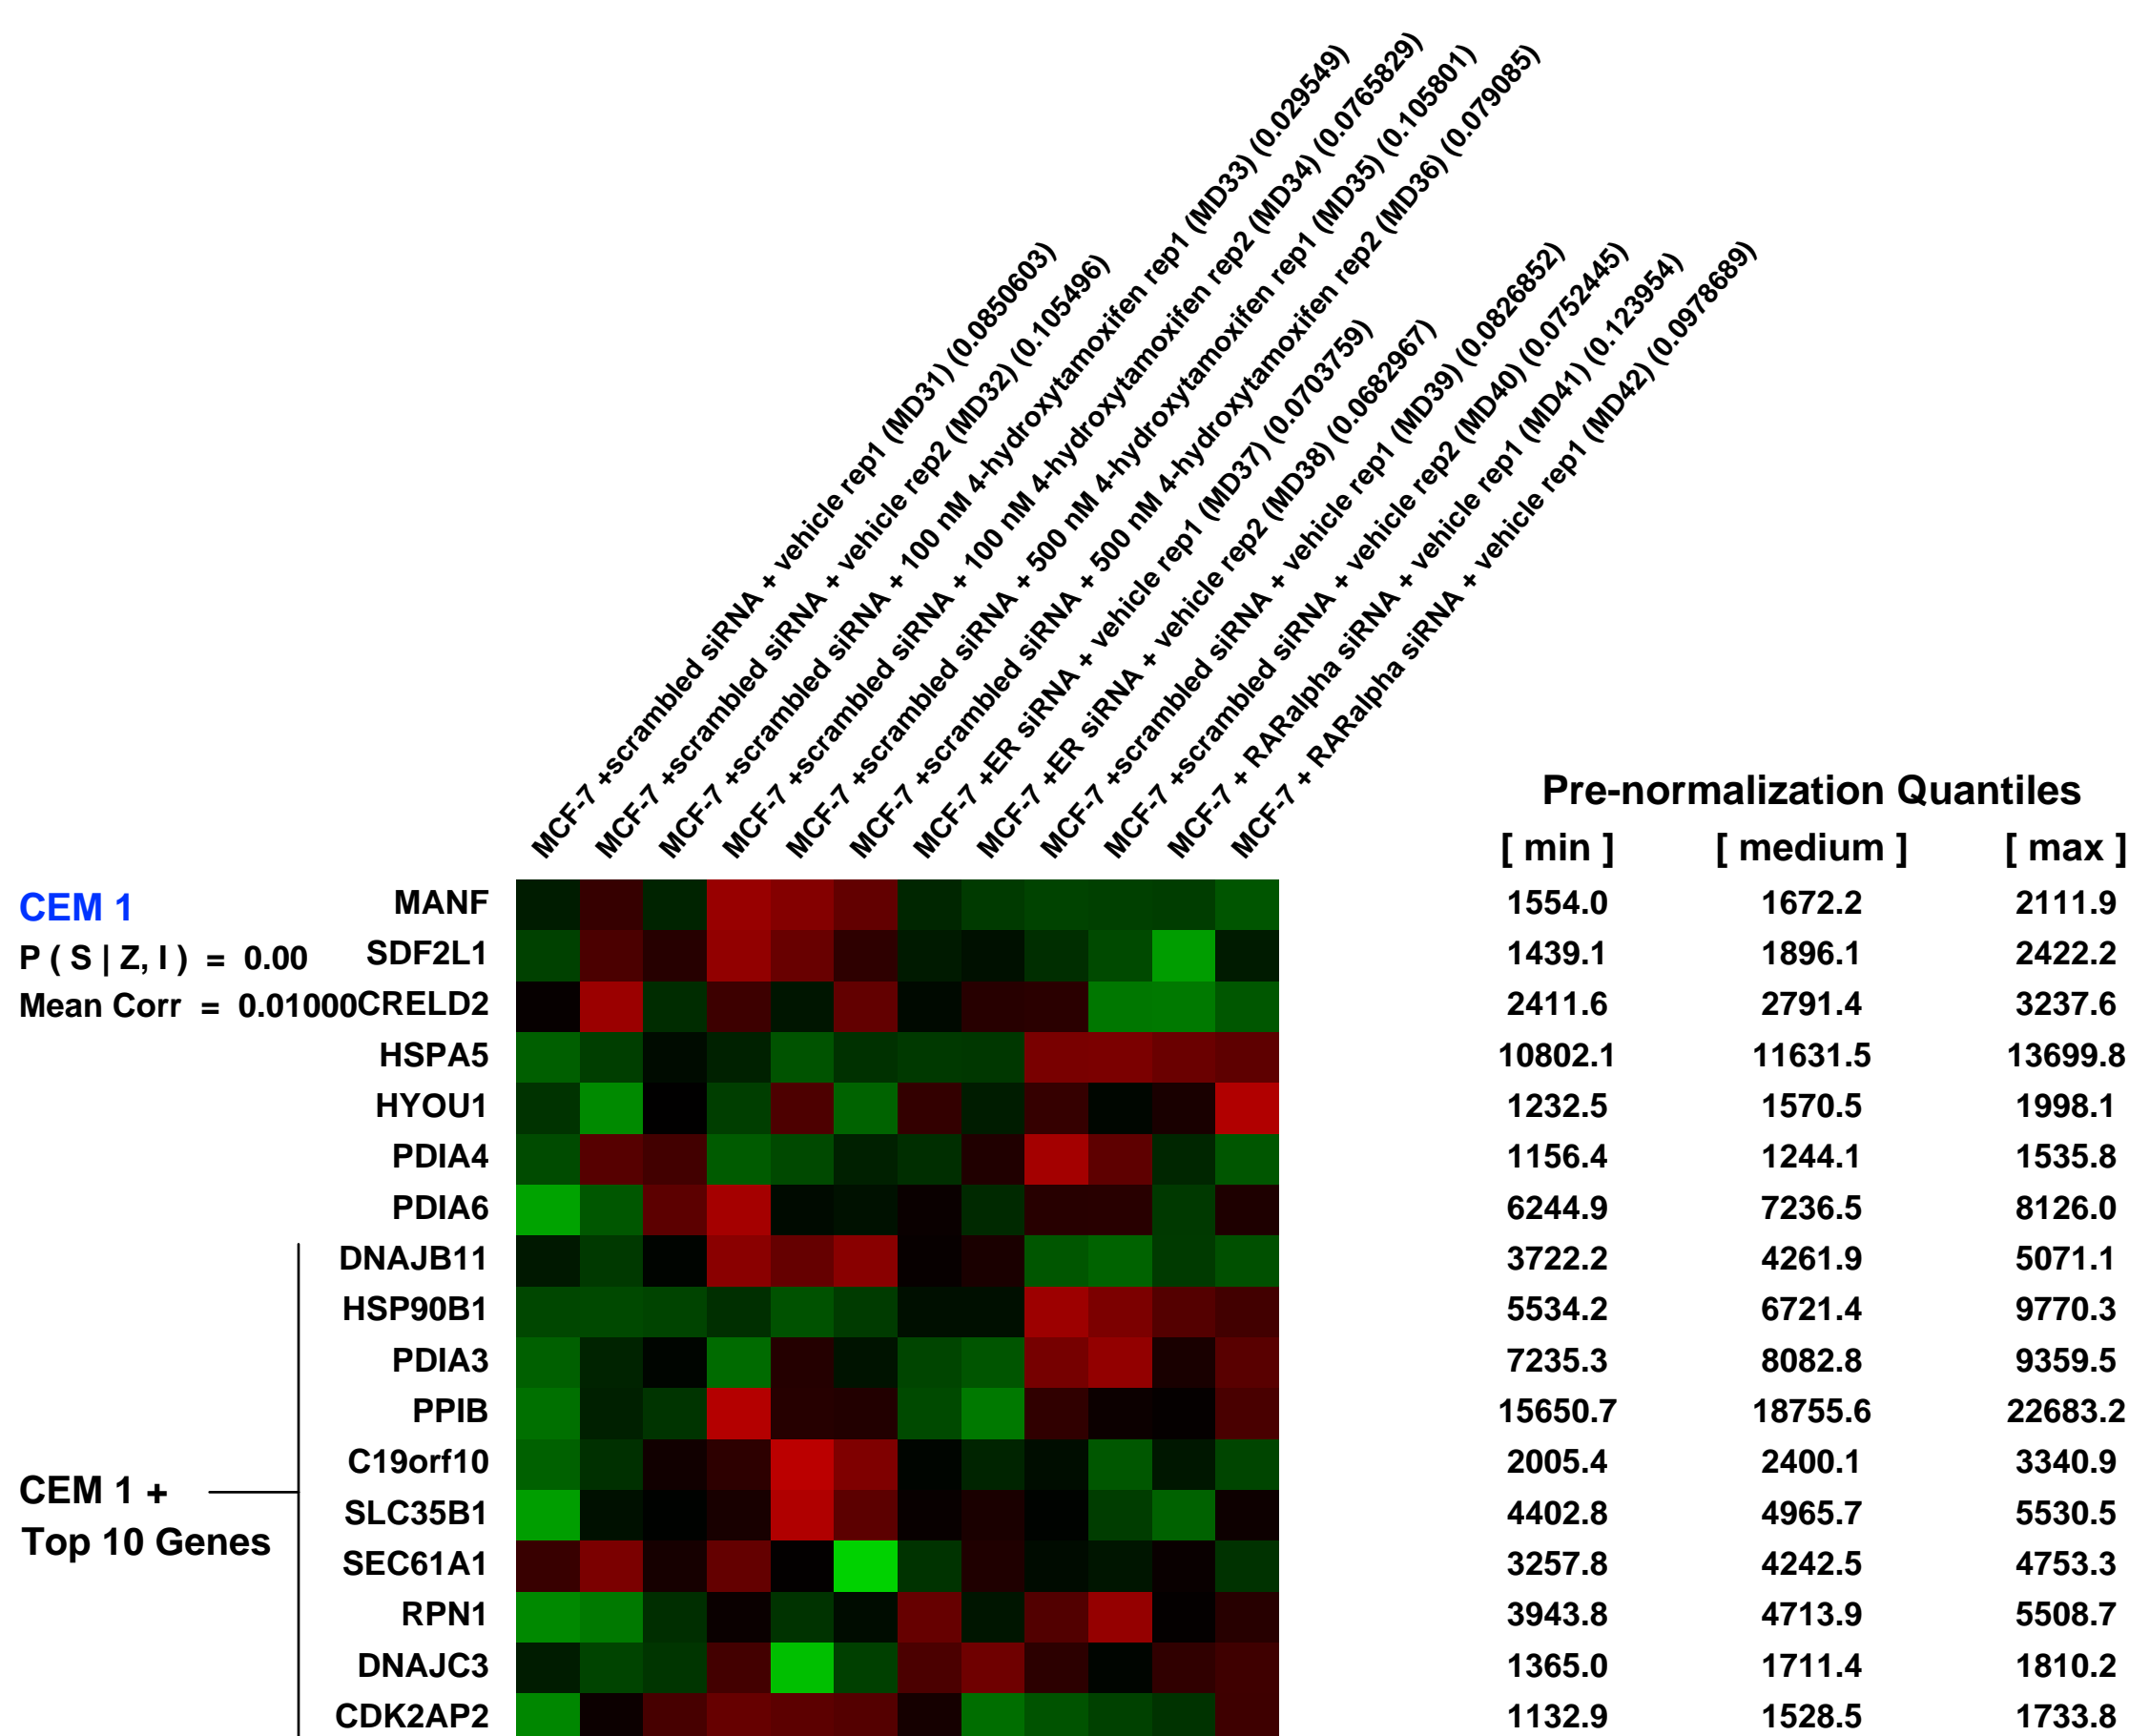 MCF-7 +scrambled siRNA + vehicle rep1 (MD31) (0.0850603)
MCF-7 +scrambled siRNA + vehicle rep2 (MD32) (0.105496)
MCF-7 +scrambled siRNA + 100 nM 4-hydroxytamoxifen rep1 (MD33) (0.029549)
MCF-7 +scrambled siRNA + 100 nM 4-hydroxytamoxifen rep2 (MD34) (0.0765829)
MCF-7 +scrambled siRNA + 500 nM 4-hydroxytamoxifen rep1 (MD35) (0.105801)
MCF-7 +scrambled siRNA + 500 nM 4-hydroxytamoxifen rep2 (MD36) (0.079085)
MCF-7 +ER siRNA + vehicle rep1 (MD37) (0.0703759)
MCF-7 +ER siRNA + vehicle rep2 (MD38) (0.0682967)
MCF-7 +scrambled siRNA + vehicle rep1 (MD39) (0.0826852)
MCF-7 +scrambled siRNA + vehicle rep2 (MD40) (0.0752445)
MCF-7 + RARalpha siRNA + vehicle rep1 (MD41) (0.123954)
MCF-7 + RARalpha siRNA + vehicle rep1 (MD42) (0.0978689)
Pre-normalization Quantiles
[ min ] [ medium ] [ max ]
CEM 1 MANF 1554.0 1672.2 2111.9
P ( S | Z, I ) = 0.00 SDF2L1 1439.1 1896.1 2422.2
Mean Corr = 0.01000 CRELD2 2411.6 2791.4 3237.6
HSPA5 10802.1 11631.5 13699.8
HYOU1 1232.5 1570.5 1998.1
PDIA4 1156.4 1244.1 1535.8
PDIA6 6244.9 7236.5 8126.0
DNAJB11 3722.2 4261.9 5071.1
HSP90B1 5534.2 6721.4 9770.3
PDIA3 7235.3 8082.8 9359.5
PPIB 15650.7 18755.6 22683.2
C19orf10 2005.4 2400.1 3340.9
CEM 1 +
Top 10 Genes
SLC35B1 4402.8 4965.7 5530.5
SEC61A1 3257.8 4242.5 4753.3
RPN1 3943.8 4713.9 5508.7
DNAJC3 1365.0 1711.4 1810.2
CDK2AP2 1132.9 1528.5 1733.8